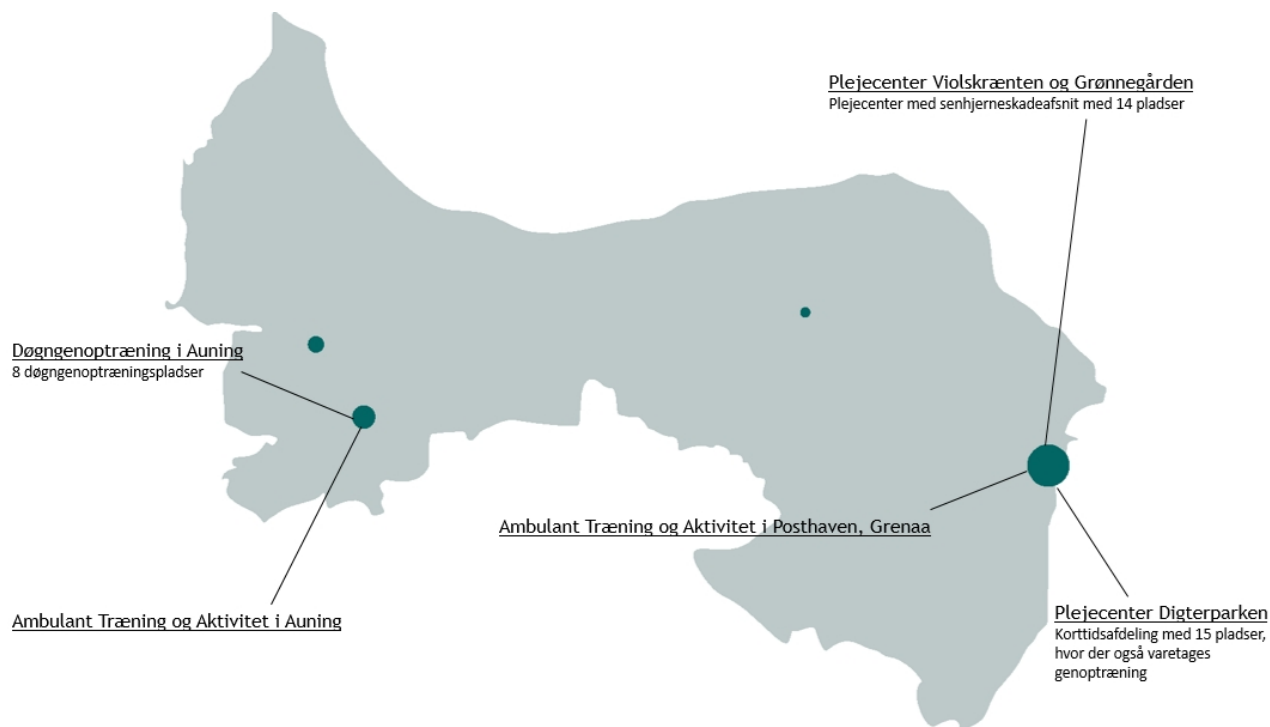 Plejecenter Violskrænten og Grønnegården
Plejecenter med senhjerneskadeafsnit med 14 pladser
Døgngenoptræning i Auning
8 døgngenoptræningspladser
Ambulant Træning og Aktivitet i Posthaven, Grenaa
Ambulant Træning og Aktivitet i Auning
Plejecenter Digterparken
Korttidsafdeling med 15 pladser,
hvor der også varetages
genoptræning